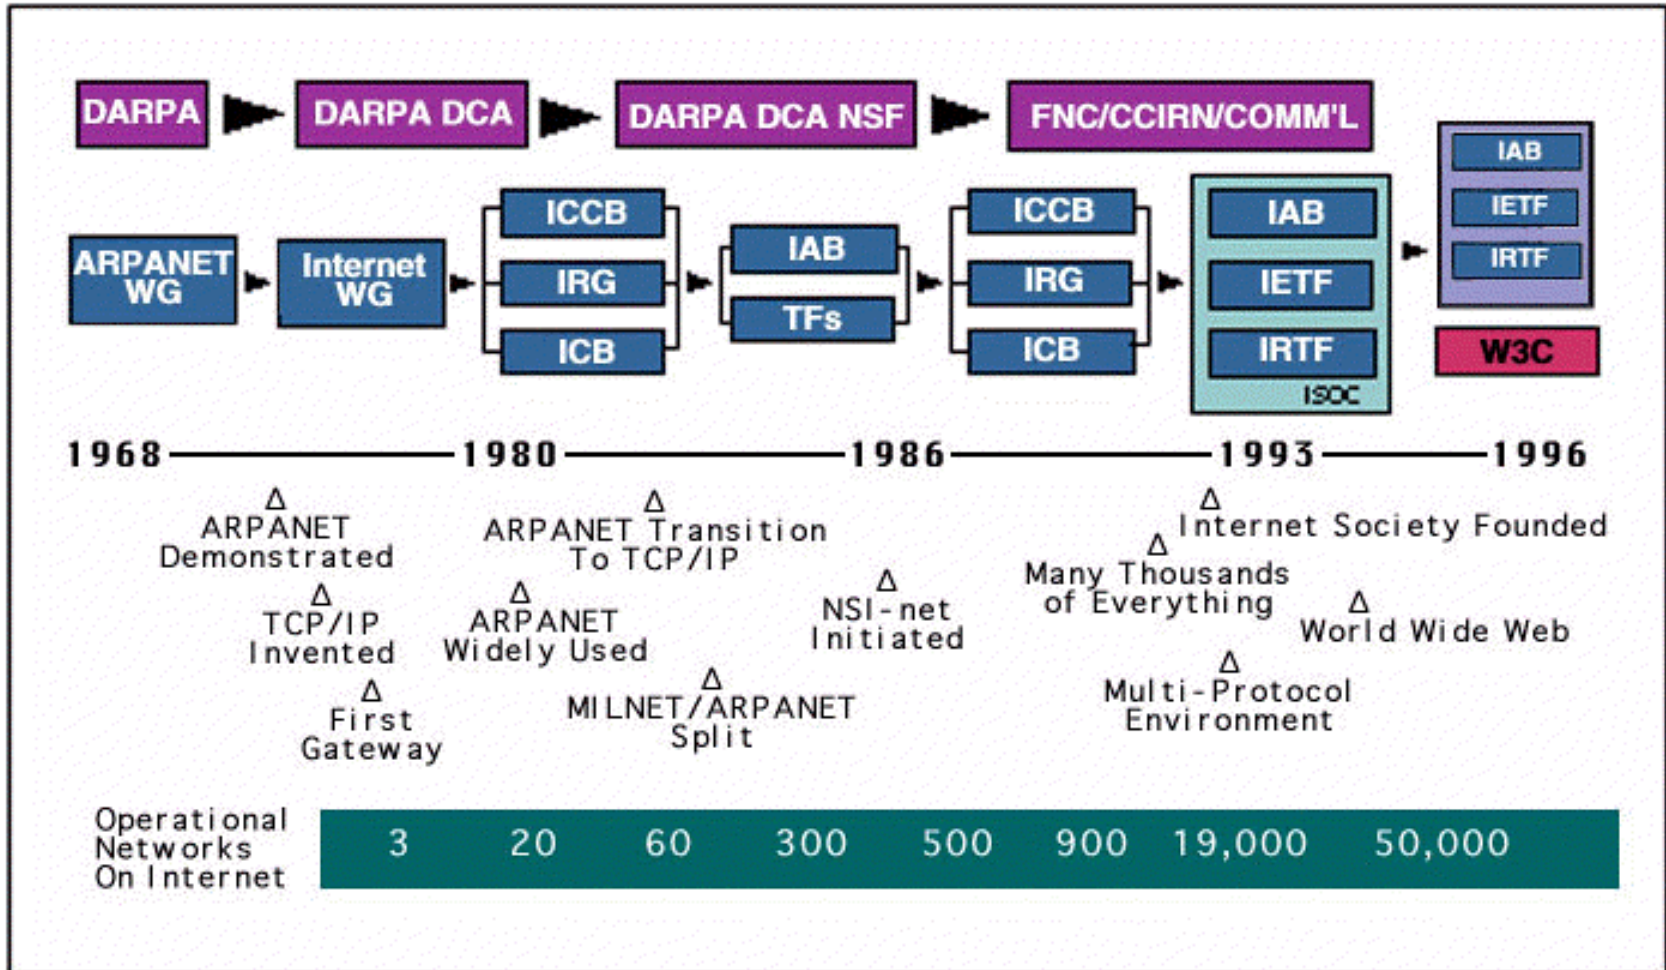 DARPA
DARPA DCA
DARPA DCA NSF
FNC/CCIRN/COMM'L
ARPANET
WG
Internet
WG
ICCB
IRG
ICB
IAB
TFs
ICCB
IRG
ICB
IAB
IETF
IRTF
ISOC
IAB
IETF
IRTF
W3C
1968
1980
1986
1993
1996
Δ
ARPANET
Demonstrated
Δ
TCP/IP
Invented
Δ
First
Gateway
Δ
ARPANET Transition
To TCP/IP
Δ
ARPANET
Widely Used
Δ
MILNET/ARPANET
Split
Δ
NSI-net
Initiated
Δ
Internet Society Founded
Δ
Many Thousands
of Everything
Δ
World Wide Web
Δ
Multi-Protocol
Environment
Operational
Networks
On Internet
3 20 60 300 500 900 19,000 50,000